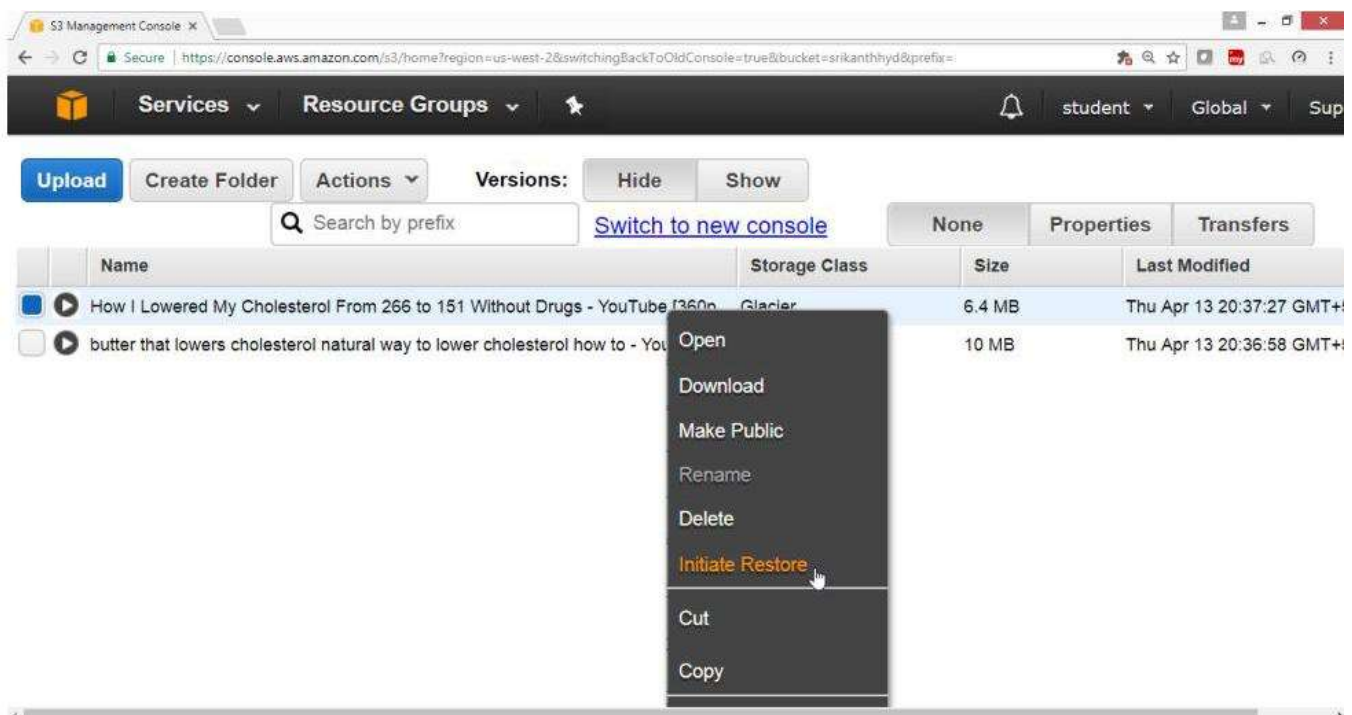 S3 Management Console
Secure | https://console.aws.amazon.com/s3/home?region=us-west-2&switchingBackToOldConsole=true&bucket=srikanthhyd&prefix=
my
Services Resource Groups student Global Sup
Upload Create Folder Actions Versions: Hide Show
Search by prefix Switch to new console None Properties Transfers
Name Storage Class Size Last Modified
How I Lowered My Cholesterol From 266 to 151 Without Drugs - YouTube [360p Glacier 6.4 MB Thu Apr 13 20:37:27 GMT+
butter that lowers cholesterol natural way to lower cholesterol how to - You 10 MB Thu Apr 13 20:36:58 GMT+
Open
Download
Make Public
Rename
Delete
Initiate Restore
Cut
Copy